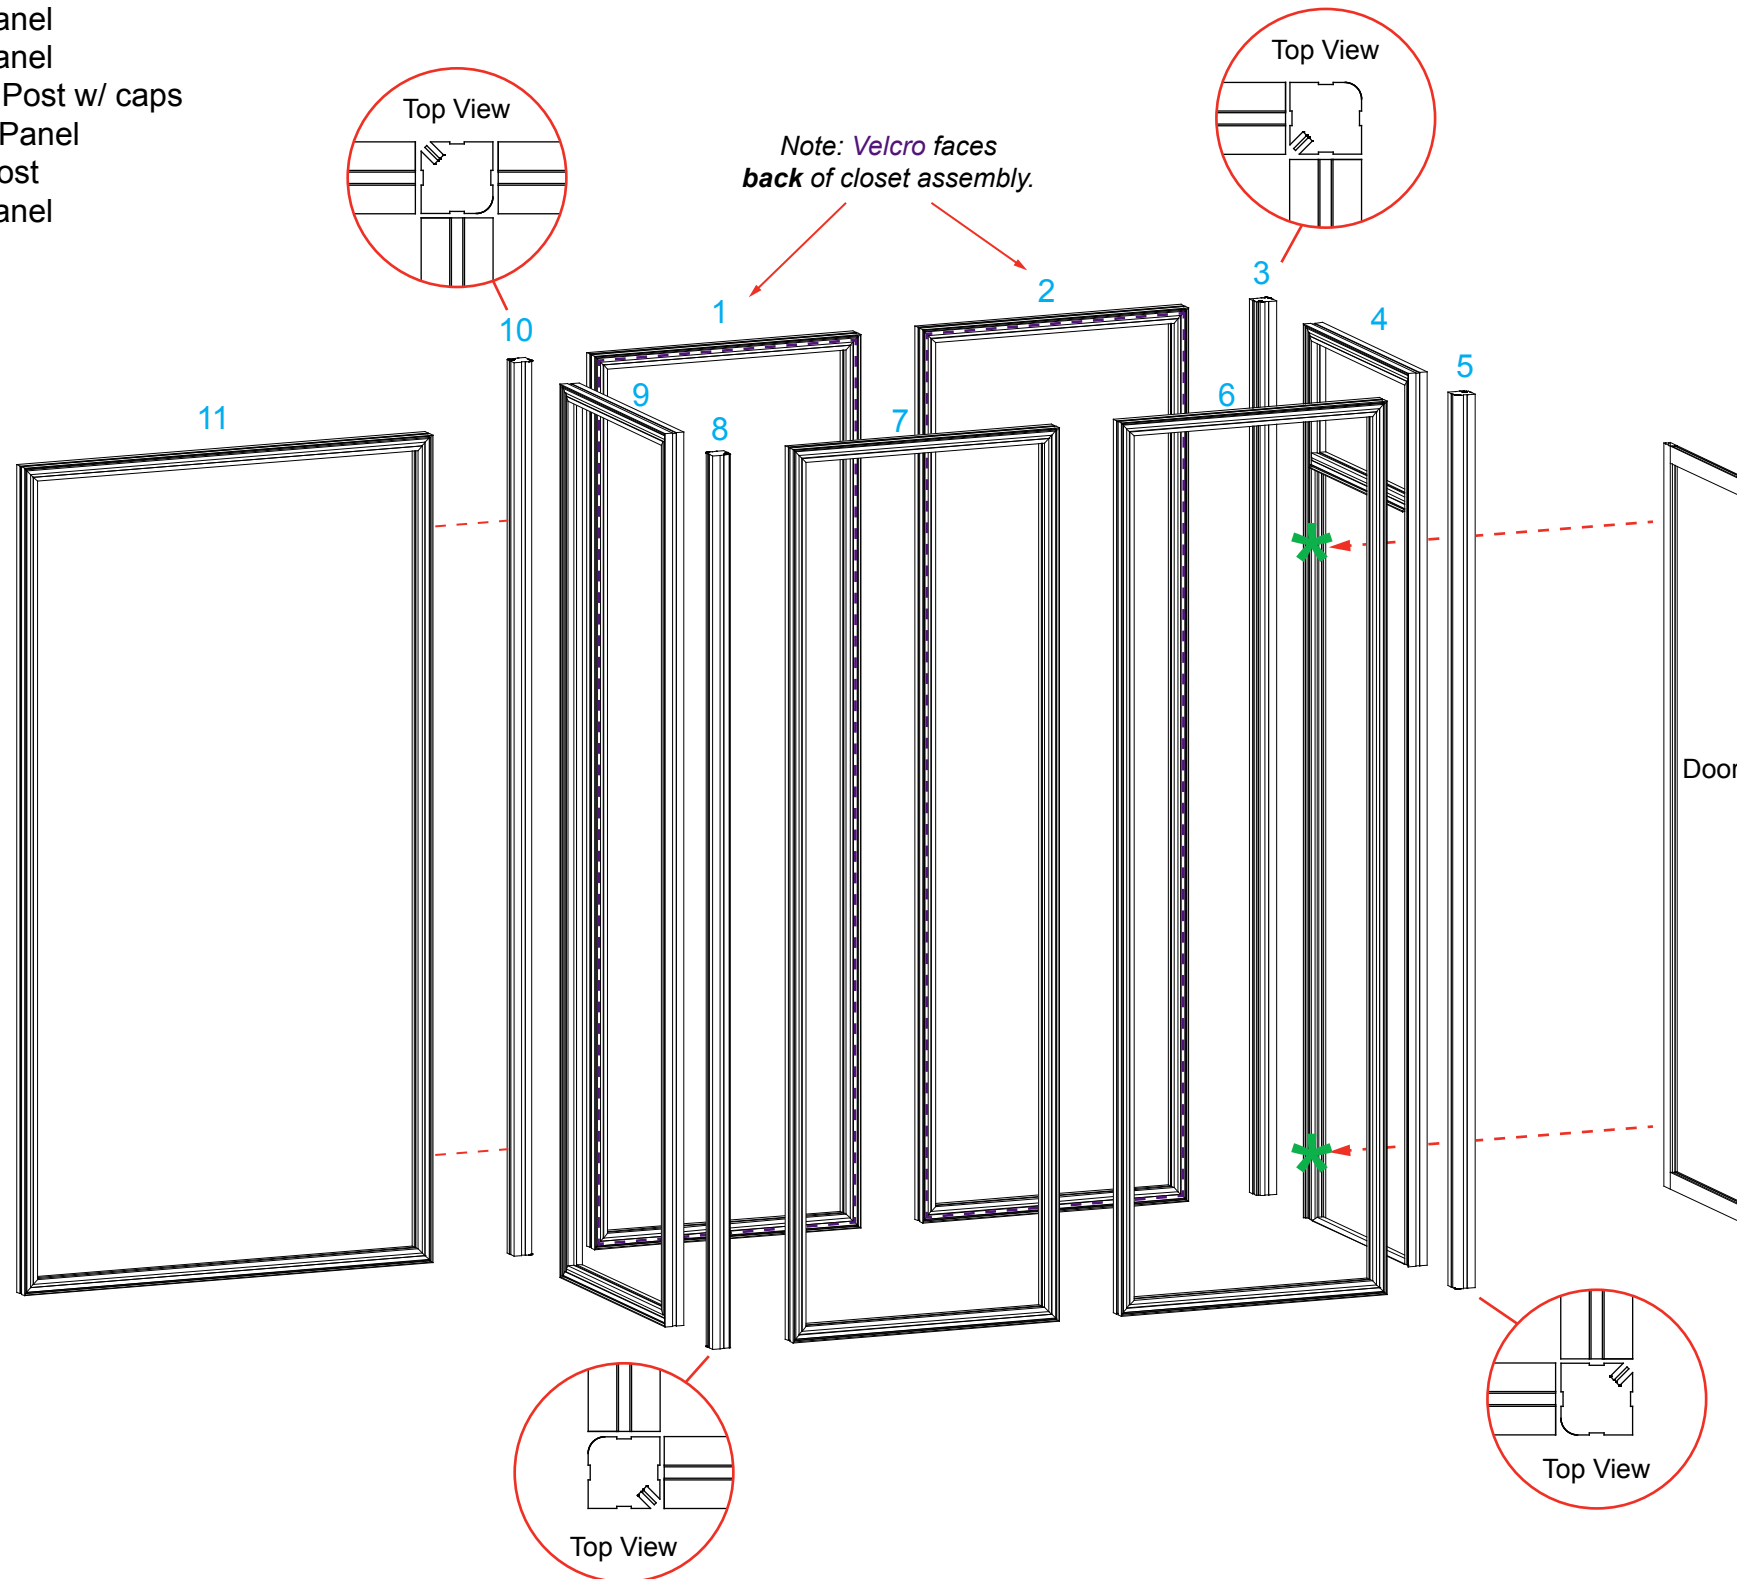 anel
anel
Post w/ caps
Panel
ost
anel
Top View
Top View
Note: Velcro faces
back of closet assembly.
3
2
1
4
10
5
9
6
11
8
7
Door
Top View
Top View